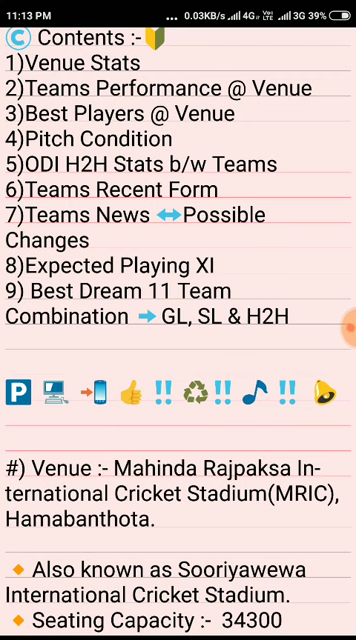 11:13 PM ... 0.03KB/s 4G VoLTE 3G 39%
© Contents :-🔰
1)Venue Stats
2)Teams Performance @ Venue
3)Best Players @ Venue
4)Pitch Condition
5)ODI H2H Stats b/w Teams
6)Teams Recent Form
7)Teams News ↔Possible
Changes
8)Expected Playing XI
9) Best Dream 11 Team
Combination ➡ GL, SL & H2H
🅿 💻 📲 👍 ‼ ♻ ‼ 🎵 ‼ 🔔
#) Venue :- Mahinda Rajpaksa In-
ternational Cricket Stadium(MRIC),
Hamabanthota.
🔸Also known as Sooriyawewa
International Cricket Stadium.
🔸Seating Capacity :- 34300